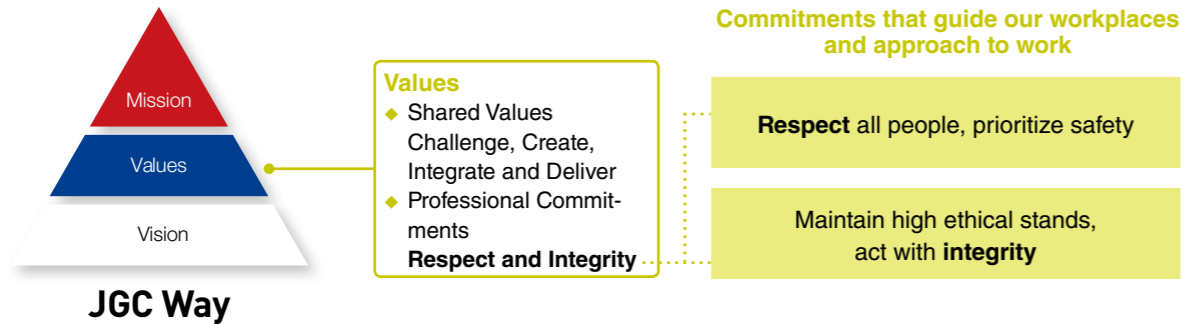 Mission
Values
Vision
JGC Way
Values
◆ Shared Values
Challenge, Create,
Integrate and Deliver
◆ Professional Commit-
ments
Respect and Integrity
Commitments that guide our workplaces
and approach to work
Respect all people, prioritize safety
Maintain high ethical stands,
act with integrity